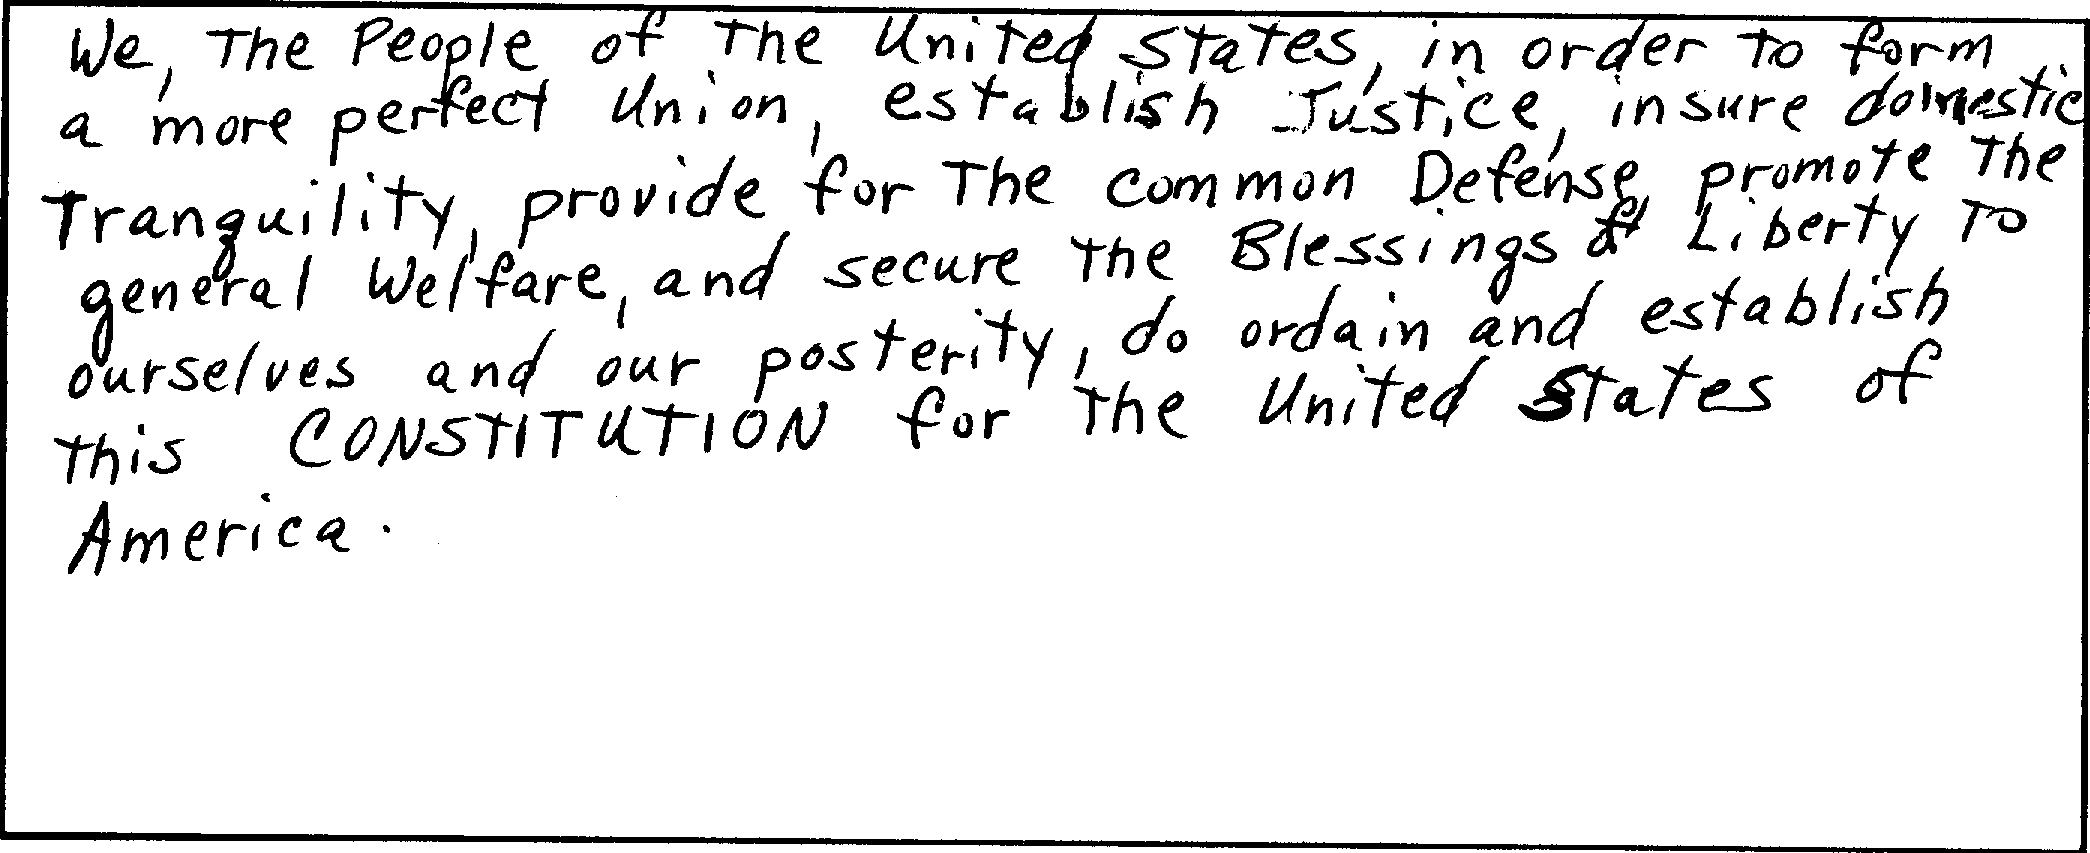 We, the People of the United States, in order to form
a more perfect Union, establish Justice, insure domestic
Tranquility, provide for the common Defense, promote the
general Welfare, and secure the Blessings of Liberty to
ourselves and our posterity, do ordain and establish
this CONSTITUTION for the United States of
America.